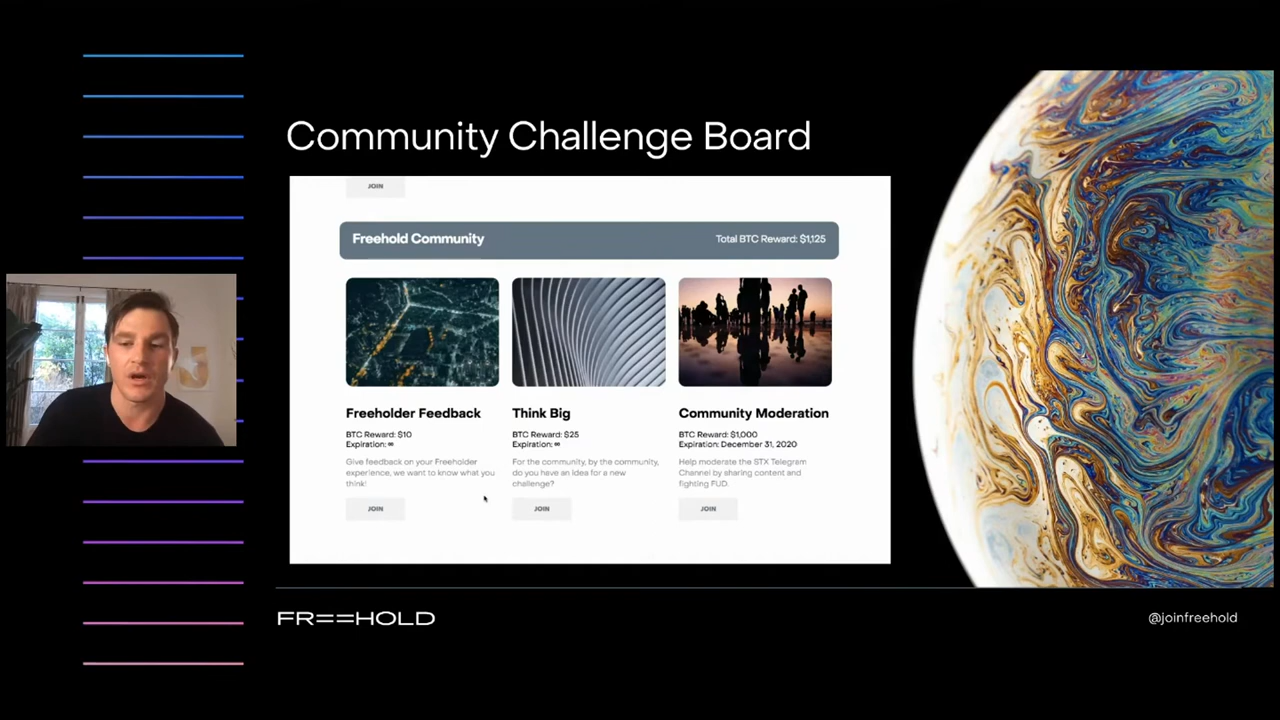 Community Challenge Board
JOIN
Freehold Community
Total BTC Reward: $1,125
Freeholder Feedback
BTC Reward: $10
Expiration: ∞
Give feedback on your Freeholder
experience, we want to know what you
think!
JOIN
Think Big
BTC Reward: $25
Expiration: ∞
For the community, by the community,
do you have an idea for a new
challenge?
JOIN
Community Moderation
BTC Reward: $1,000
Expiration: December 31, 2020
Help moderate the STX Telegram
Channel by sharing content and
fighting FUD.
JOIN
FREEHOLD
@joinfreehold